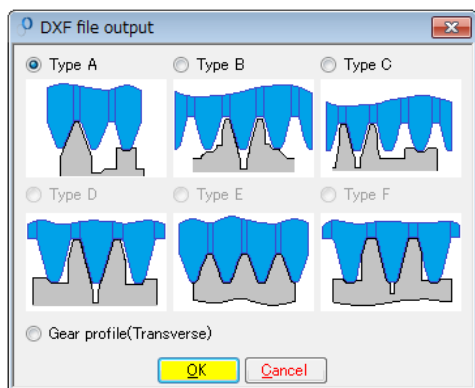 DXF file output
Type A
Type B
Type C
Type D
Type E
Type F
Gear profile(Transverse)
OK
Cancel